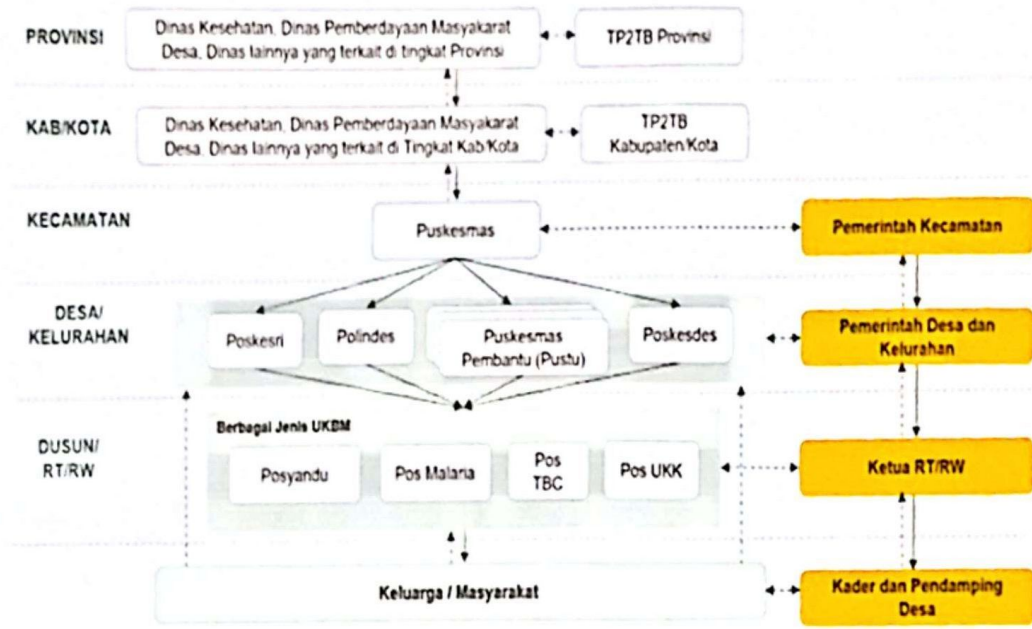 PROVINSI
Dinas Kesehatan, Dinas Pemberdayaan Masyakarat
Desa, Dinas lainnya yang terkait di tingkat Provinsi
TP2TB Provinsi
KAB/KOTA
Dinas Kesehatan, Dinas Pemberdayaan Masyakarat
Desa, Dinas lainnya yang terkait di Tingkat Kab/Kota
TP2TB
Kabupaten/Kota
KECAMATAN
Puskesmas
Pemerintah Kecamatan
DESA/
KELURAHAN
Poskesri
Polindes
Puskesmas
Pembantu (Pustu)
Poskesdes
Pemerintah Desa dan
Kelurahan
DUSUN/
RT/RW
Berbagai Jenis UKBM
Posyandu
Pos Malaria
Pos
TBC
Pos UKK
Ketua RT/RW
Keluarga / Masyarakat
Kader dan Pendamping
Desa